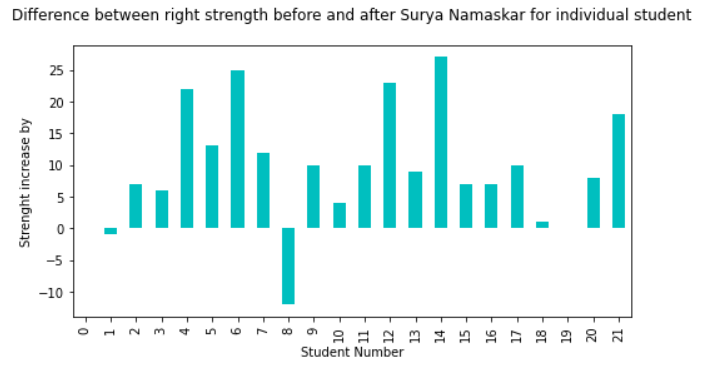 Difference between right strength before and after Surya Namaskar for individual student
Strenght increase by
25
20
15
10
5
0
−5
−10
0 1 2 3 4 5 6 7 8 9 10 11 12 13 14 15 16 17 18 19 20 21
Student Number